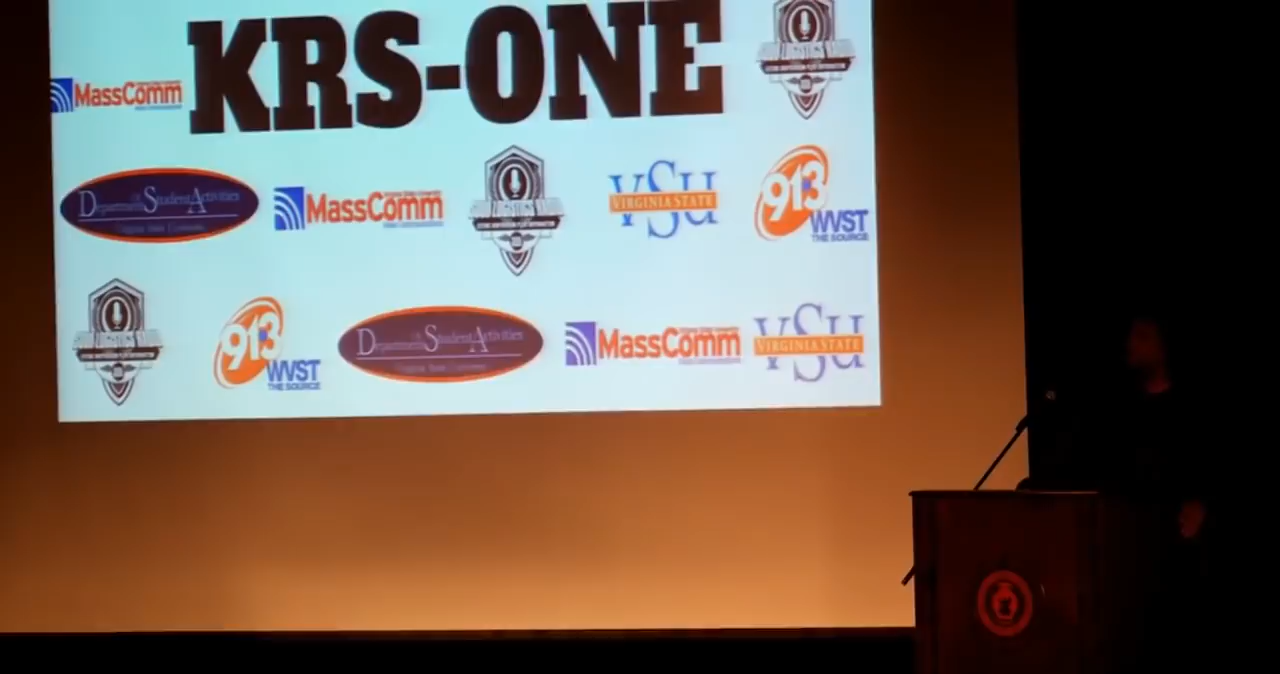 KRS-ONE
MassComm
Department Of Student Activities
MassComm
VSU
VIRGINIA STATE
913
WVST
THE SOURCE
913
WVST
THE SOURCE
Department Of Student Activities
MassComm
VSU
VIRGINIA STATE